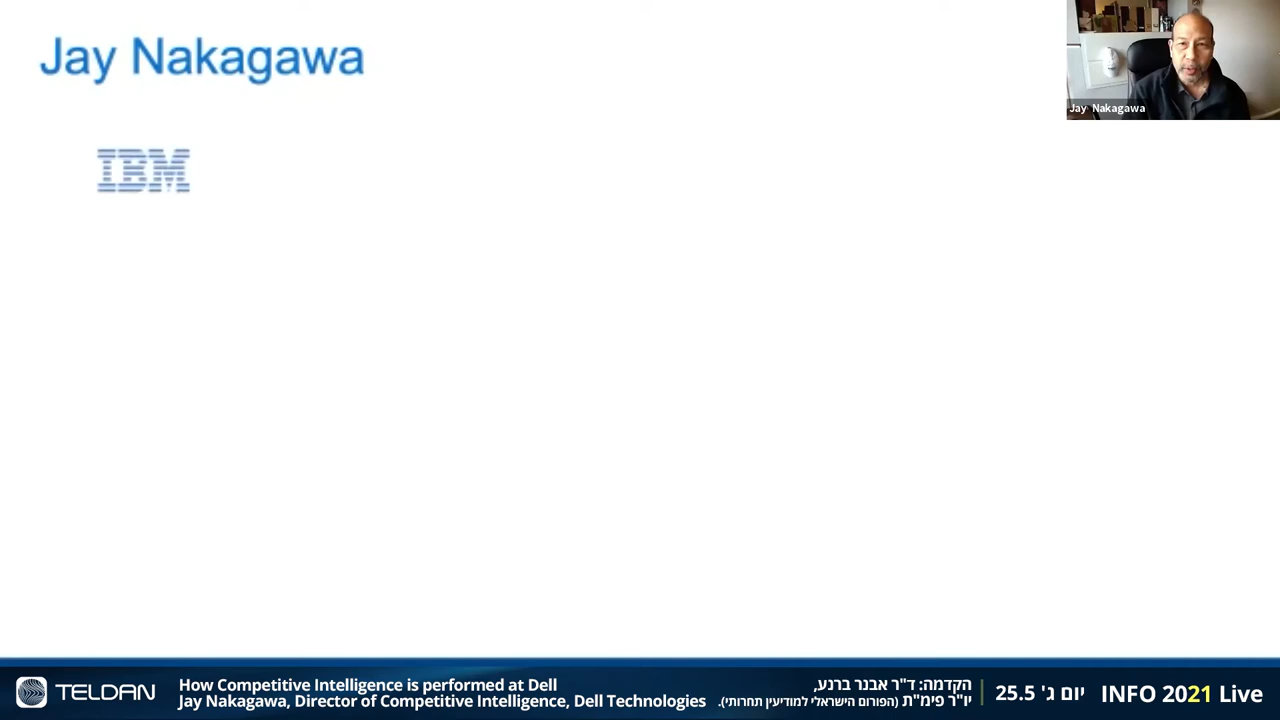 Jay Nakagawa
IBM
Jay Nakagawa
TELDAN
How Competitive Intelligence is performed at Dell
Jay Nakagawa, Director of Competitive Intelligence, Dell Technologies
הקדמה: ד"ר אבנר ברנע,
יו"ר פימ"ת (הפורום הישראלי למודיעין תחרותי).
יום ג' 25.5
INFO 2021 Live